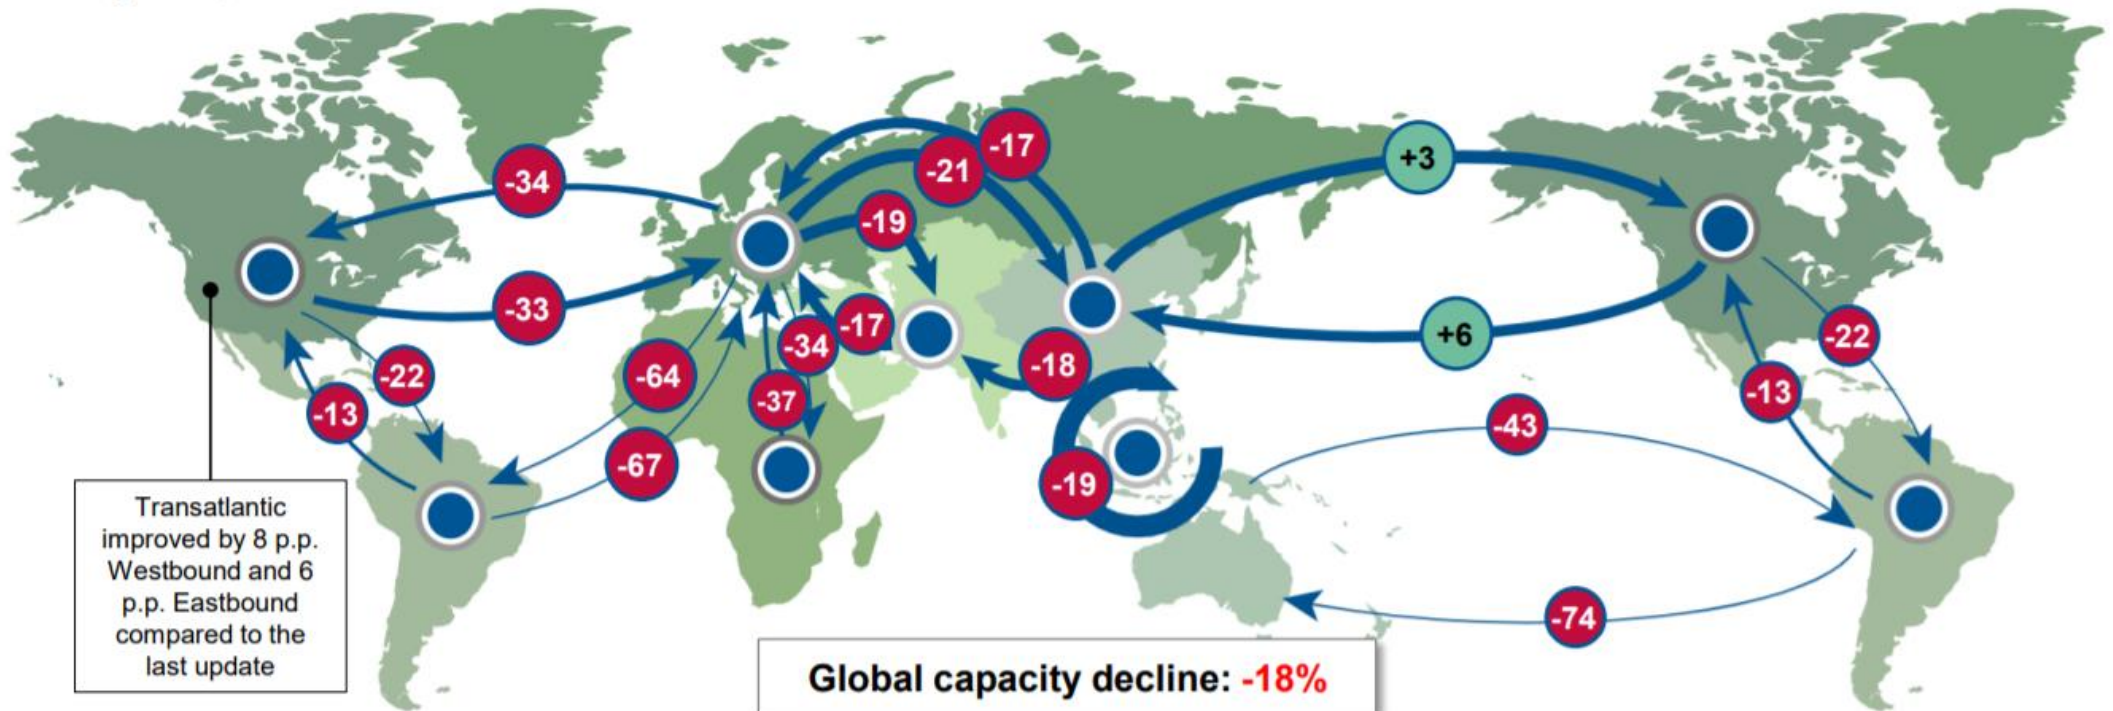 -17
+3
-21
-34
-19
-33
-17
-34
+6
-22
-18
-64
-22
-37
-13
-13
-43
-67
-19
Transatlantic
improved by 8 p.p.
Westbound and 6
p.p. Eastbound
compared to the
last update
-74
Global capacity decline: -18%